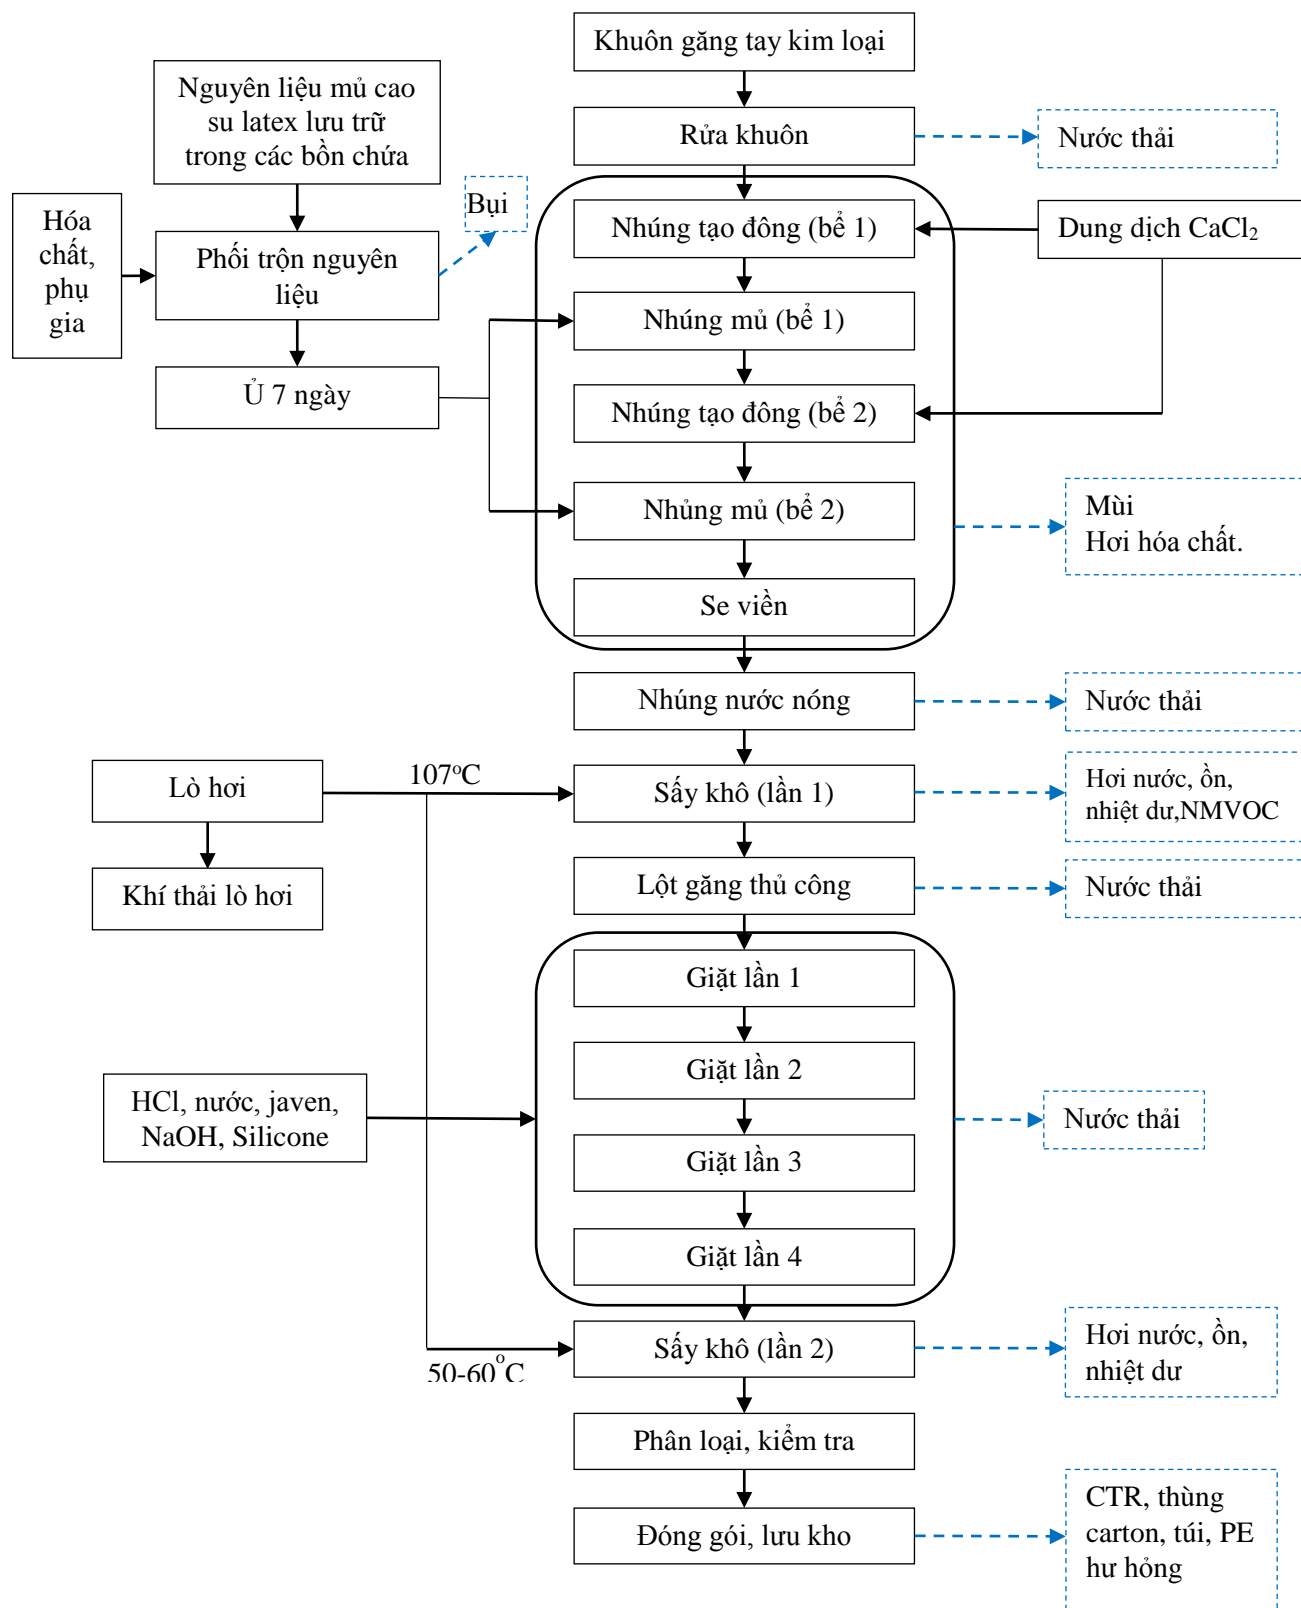 Khuôn găng tay kim loại
Nguyên liệu mủ cao
su latex lưu trữ
trong các bồn chứa
Rửa khuôn
Nước thải
Bụi
Hóa
chất,
phụ
gia
Phối trộn nguyên
liệu
Nhúng tạo đông (bể 1)
Dung dịch CaCl₂
Nhúng mủ (bể 1)
Ủ 7 ngày
Nhúng tạo đông (bể 2)
Nhủng mủ (bể 2)
Mùi
Hơi hóa chất.
Se viền
Nhúng nước nóng
Nước thải
Lò hơi
107°C
Sấy khô (lần 1)
Hơi nước, ồn,
nhiệt dư,NMVOC
Khí thải lò hơi
Lột găng thủ công
Nước thải
Giặt lần 1
Giặt lần 2
HCl, nước, javen,
NaOH, Silicone
Nước thải
Giặt lần 3
Giặt lần 4
50-60°C
Sấy khô (lần 2)
Hơi nước, ồn,
nhiệt dư
Phân loại, kiểm tra
Đóng gói, lưu kho
CTR, thùng
carton, túi, PE
hư hỏng